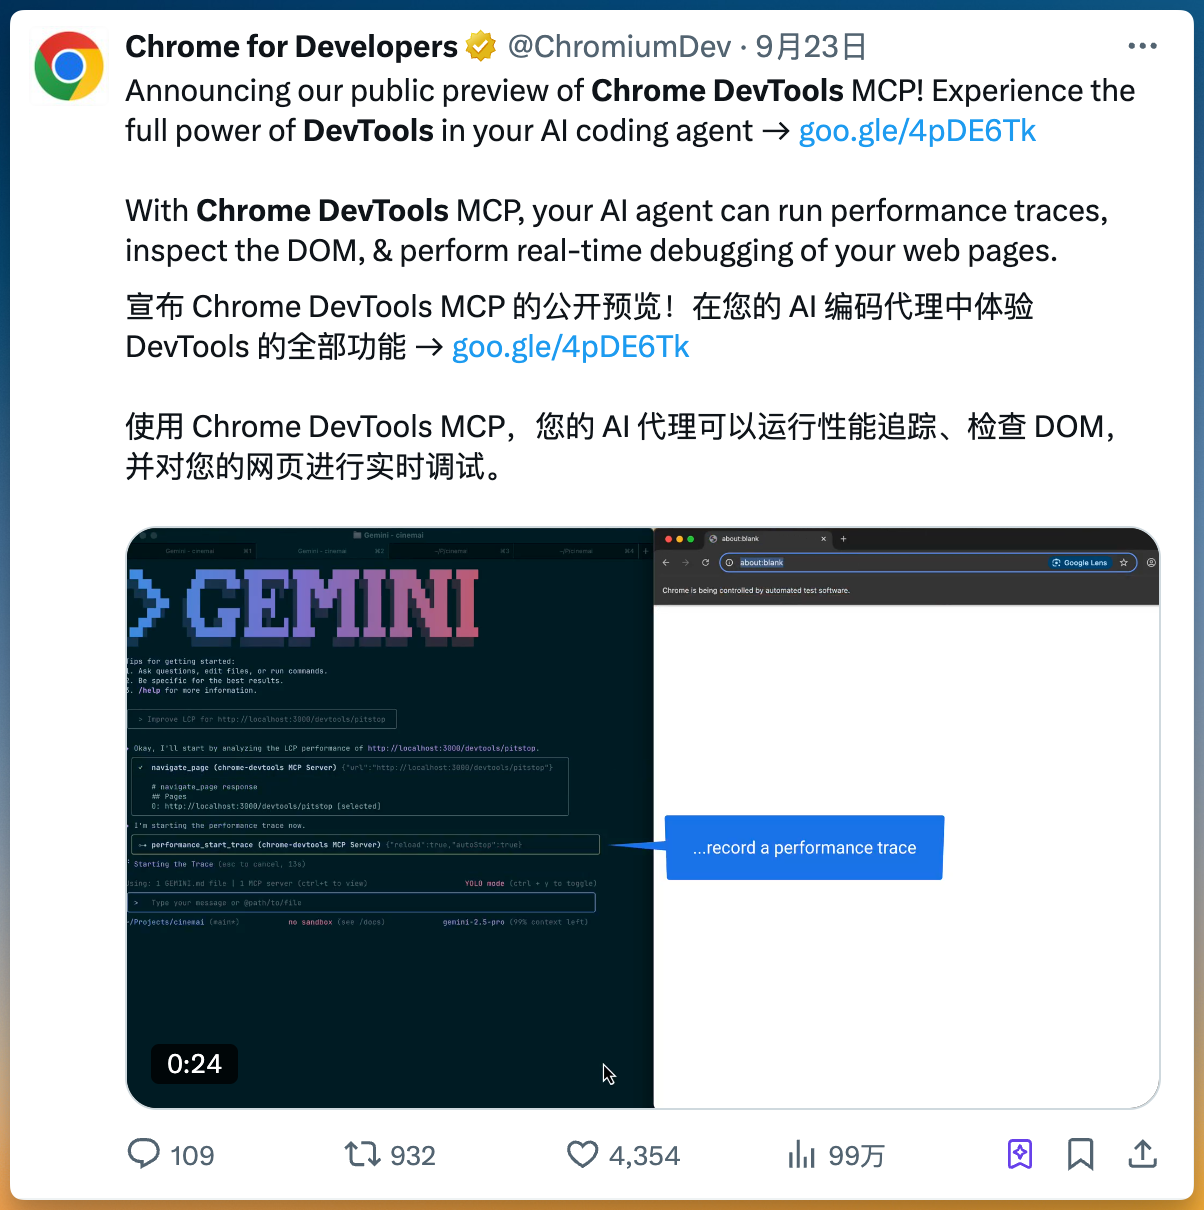 Chrome for Developers @ChromiumDev · 9月23日
Announcing our public preview of Chrome DevTools MCP! Experience the
full power of DevTools in your AI coding agent → goo.gle/4pDE6Tk
With Chrome DevTools MCP, your AI agent can run performance traces,
inspect the DOM, & perform real-time debugging of your web pages.
宣布 Chrome DevTools MCP 的公开预览！在您的 AI 编码代理中体验
DevTools 的全部功能 → goo.gle/4pDE6Tk
使用 Chrome DevTools MCP，您的 AI 代理可以运行性能追踪、检查 DOM，
并对您的网页进行实时调试。
Gemini - cinemai
Gemini - cinemai ⌘1 Gemini - cinemai ⌘2 ~/P/cinemai ⌘3 ~/P/cinemai ⌘4 +
>GEMINI
Tips for getting started:
1. Ask questions, edit files, or run commands.
2. Be specific for the best results.
3. /help for more information.
> Improve LCP for http://localhost:3000/devtools/pitstop
Okay, I'll start by analyzing the LCP performance of http://localhost:3000/devtools/pitstop.
✓ navigate_page (chrome-devtools MCP Server) {"url":"http://localhost:3000/devtools/pitstop"}
# navigate_page response
## Pages
0: http://localhost:3000/devtools/pitstop [selected]
I'm starting the performance trace now.
performance_start_trace (chrome-devtools MCP Server) {"reload":true,"autoStop":true}
Starting the Trace (esc to cancel, 13s)
Using: 1 GEMINI.md file | 1 MCP server (ctrl+t to view) YOLO mode (ctrl + y to toggle)
> Type your message or @path/to/file
~/Projects/cinemai (main*) no sandbox (see /docs) gemini-2.5-pro (99% context left)
about:blank
about:blank Google Lens
Chrome is being controlled by automated test software.
...record a performance trace
0:24
109 932 4,354 99万